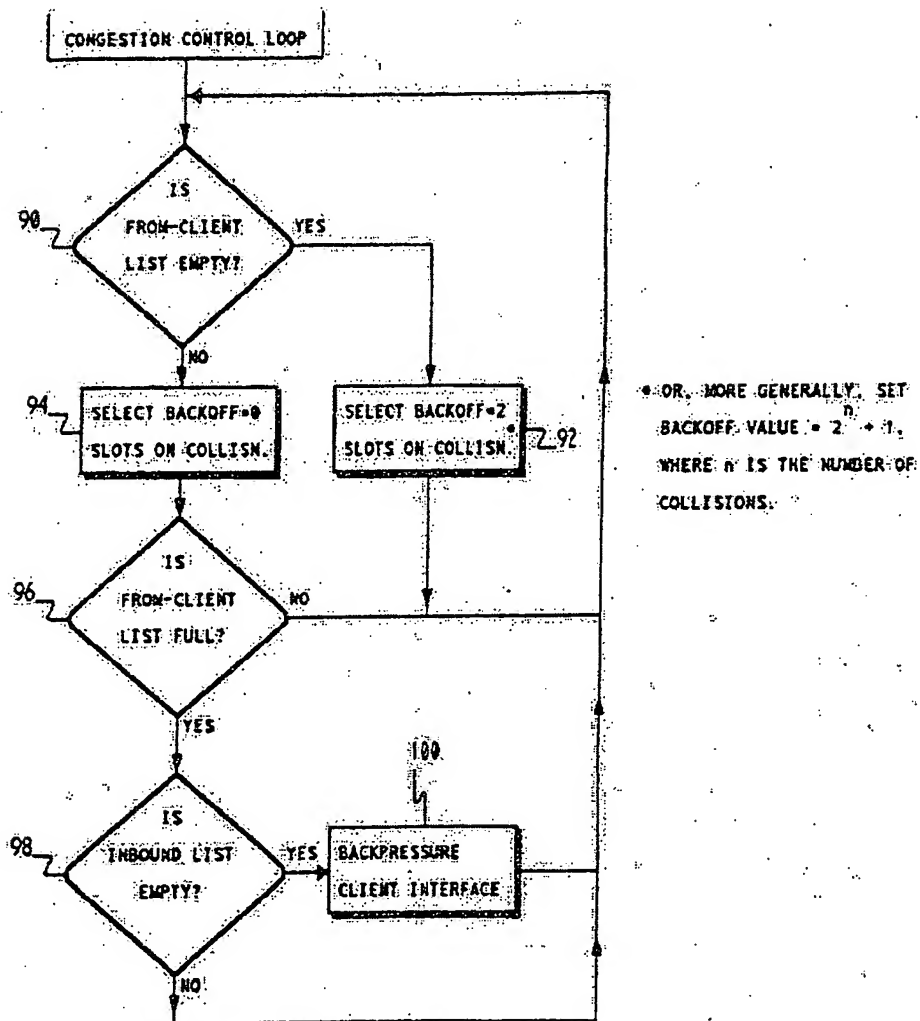 CONGESTION CONTROL LOOP
90
IS
FROM-CLIENT
LIST EMPTY?
YES
NO
94
SELECT BACKOFF=0
SLOTS ON COLLISN.
SELECT BACKOFF=2
SLOTS ON COLLISN.*
92
* OR, MORE GENERALLY, SET
BACKOFF VALUE = 2^n + 1,
WHERE n IS THE NUMBER OF
COLLISIONS.
96
IS
FROM-CLIENT
LIST FULL?
NO
YES
98
IS
INBOUND LIST
EMPTY?
YES
100
BACKPRESSURE
CLIENT INTERFACE
NO